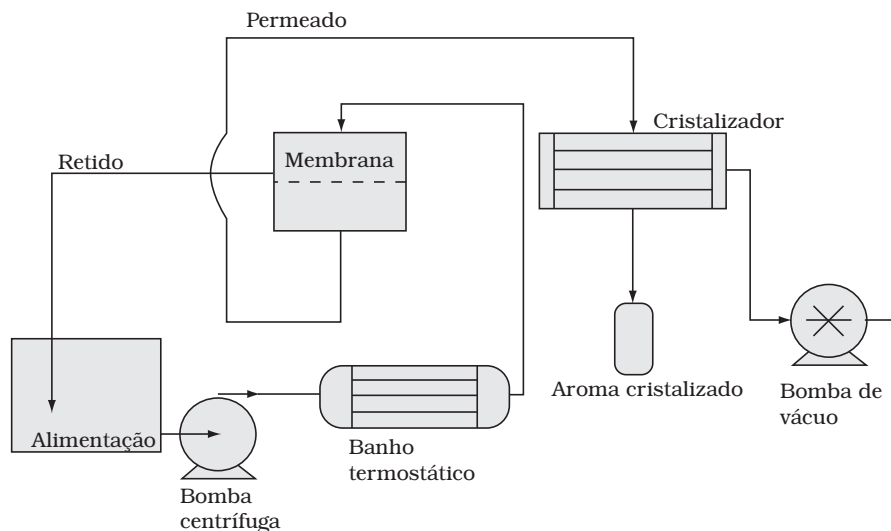 Permeado
Cristalizador
Membrana
Retido
Aroma cristalizado
Bomba de
vácuo
Alimentação
Banho
termostático
Bomba
centrífuga